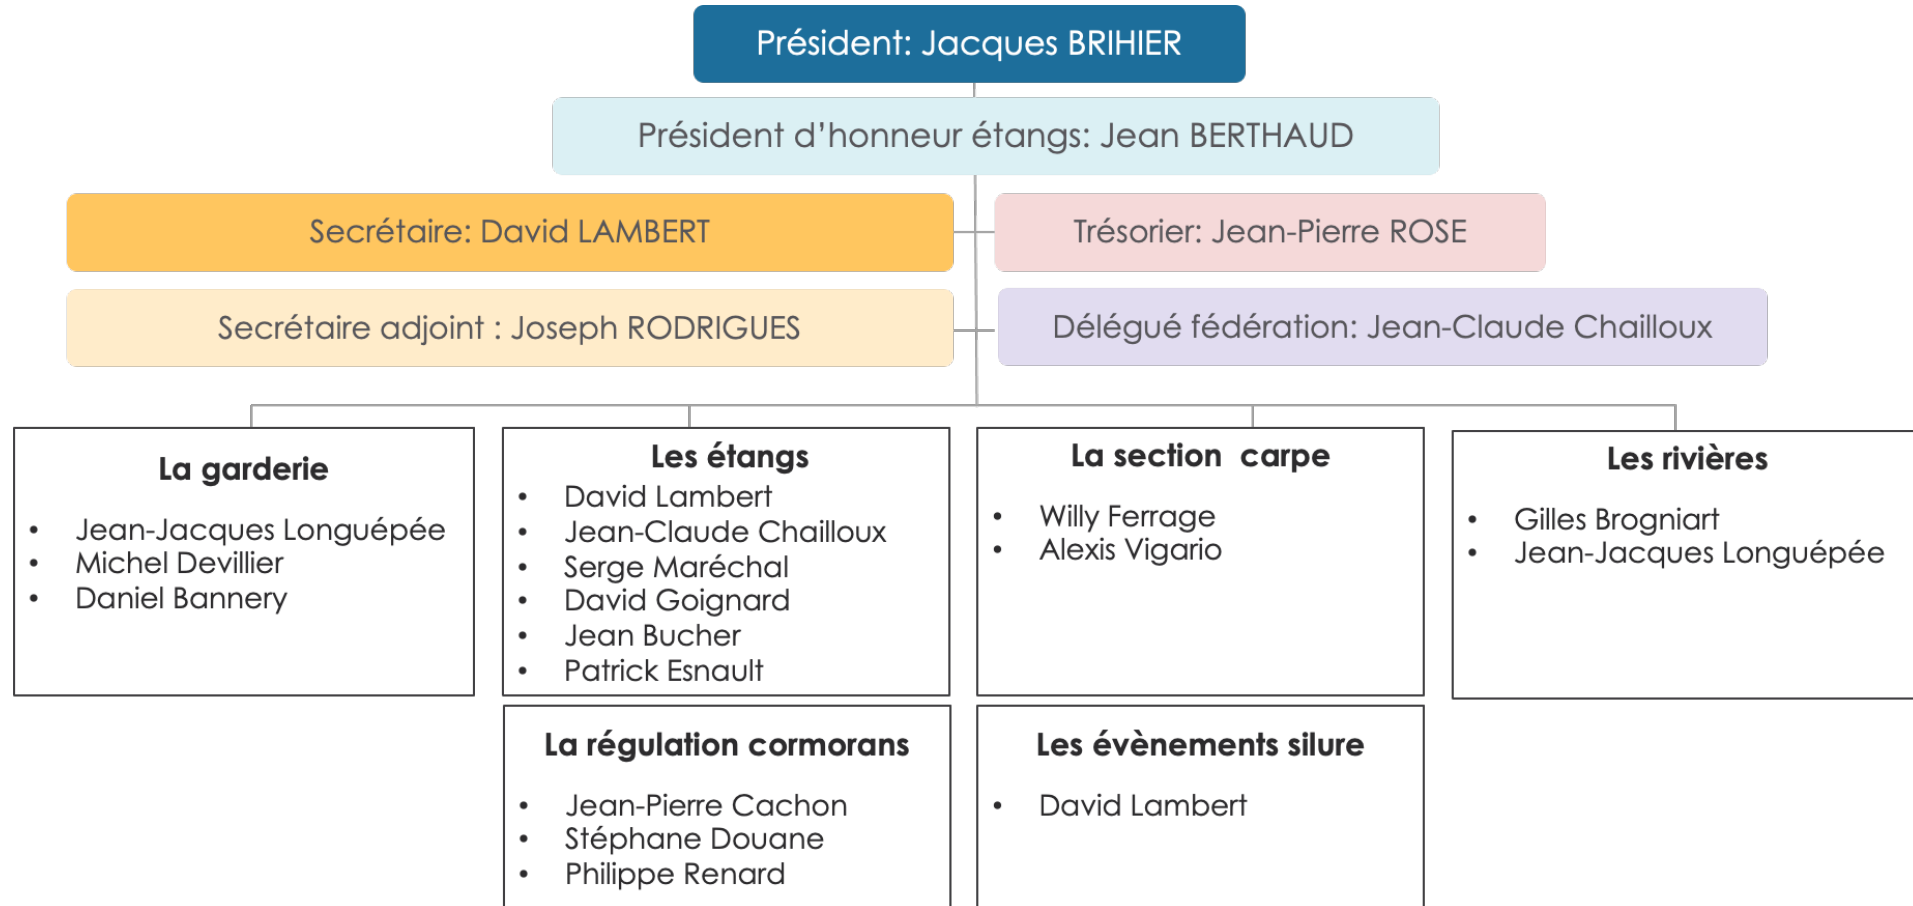 Président: Jacques BRIHIER
Président d’honneur étangs: Jean BERTHAUD
Secrétaire: David LAMBERT
Trésorier: Jean-Pierre ROSE
Secrétaire adjoint : Joseph RODRIGUES
Délégué fédération: Jean-Claude Chailloux
La garderie
• Jean-Jacques Longuépée
• Michel Devillier
• Daniel Bannery
Les étangs
• David Lambert
• Jean-Claude Chailloux
• Serge Maréchal
• David Goignard
• Jean Bucher
• Patrick Esnault
La section carpe
• Willy Ferrage
• Alexis Vigario
Les rivières
• Gilles Brogniart
• Jean-Jacques Longuépée
La régulation cormorans
• Jean-Pierre Cachon
• Stéphane Douane
• Philippe Renard
Les évènements silure
• David Lambert